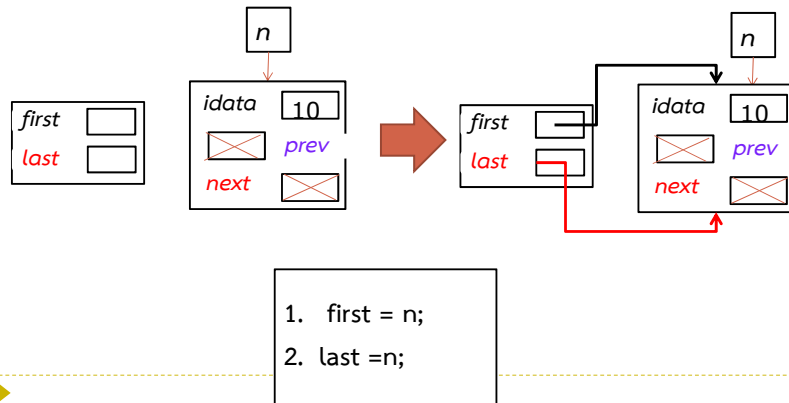 n
idata 10
first
prev
last
next
n
idata 10
first
prev
last
next
1. first = n;
2. last =n;